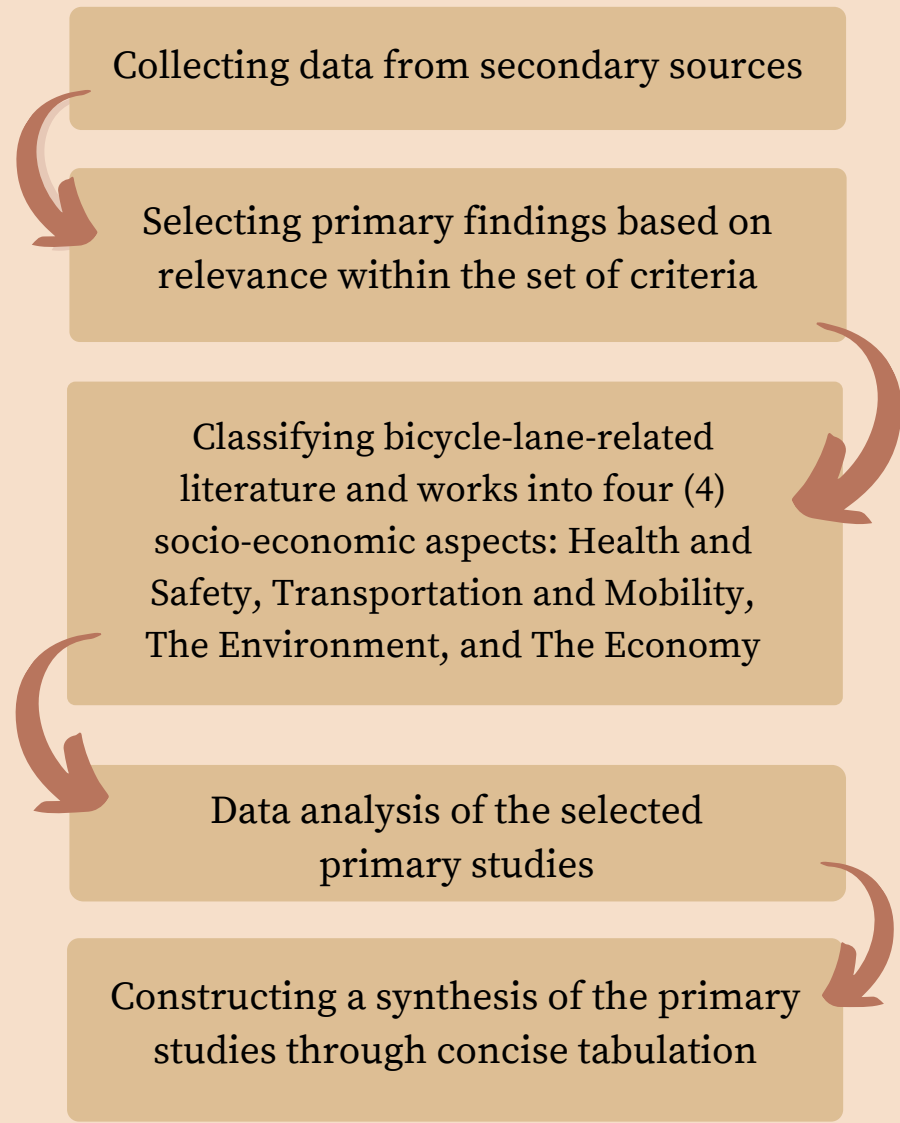 Collecting data from secondary sources
Selecting primary findings based on
relevance within the set of criteria
Classifying bicycle-lane-related
literature and works into four (4)
socio-economic aspects: Health and
Safety, Transportation and Mobility,
The Environment, and The Economy
Data analysis of the selected
primary studies
Constructing a synthesis of the primary
studies through concise tabulation